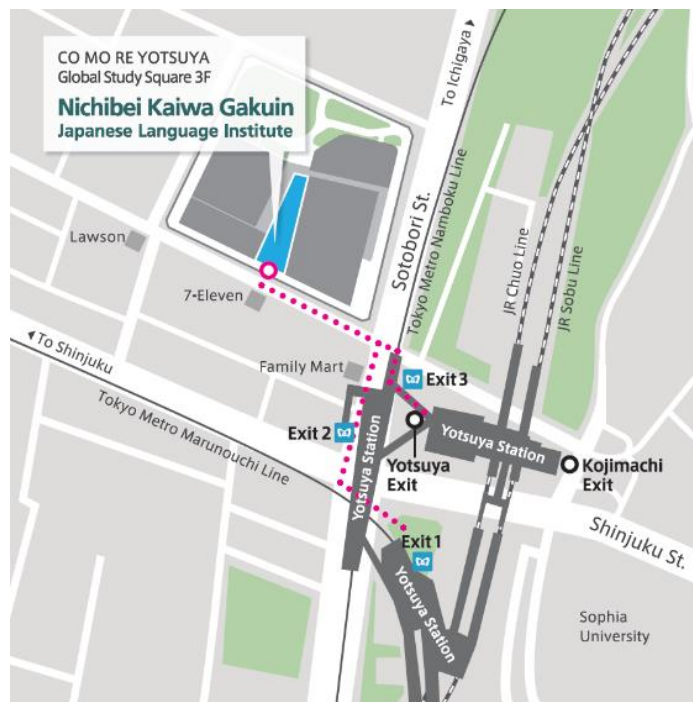 CO MO RE YOTSUYA
Global Study Square 3F
Nichibei Kaiwa Gakuin
Japanese Language Institute
To Ichigaya
Sotobori St.
Tokyo Metro Namboku Line
JR Chuo Line
JR Sobu Line
Lawson
7-Eleven
To Shinjuku
Family Mart
Exit 3
Tokyo Metro Marunouchi Line
Exit 2
Yotsuya Station
Yotsuya
Exit
Yotsuya Station
Kojimachi
Exit
Shinjuku St.
Exit 1
Yotsuya Station
Sophia
University